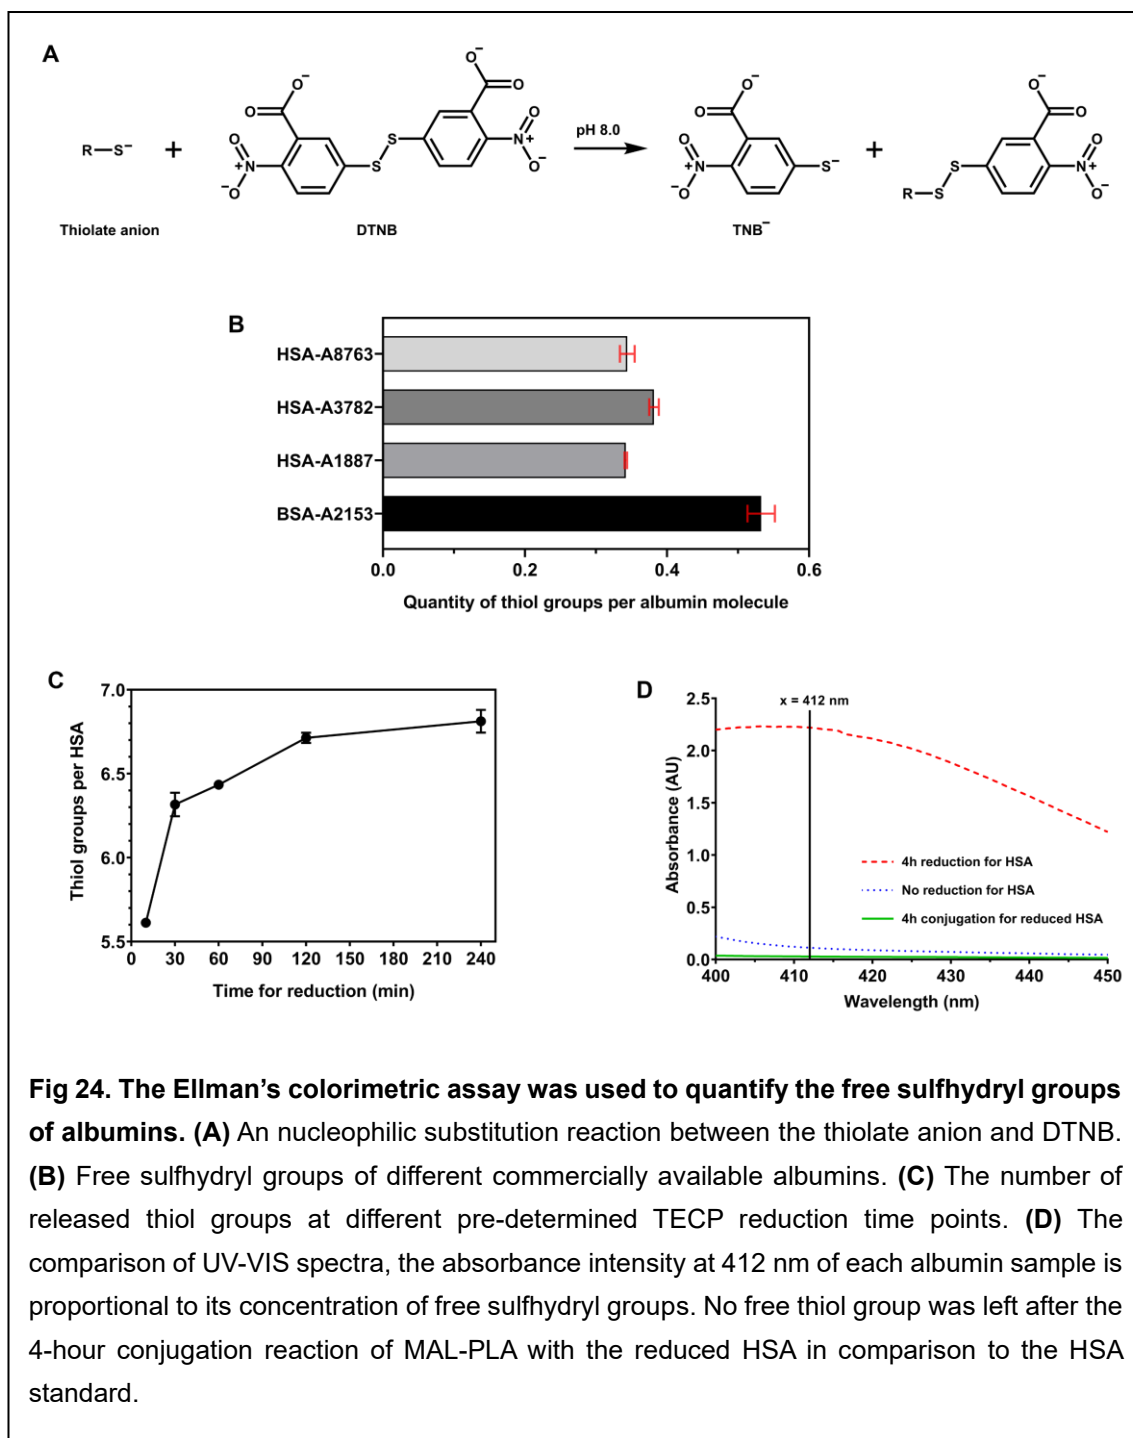 A
R—S⁻ + DTNB pH 8.0 TNB⁻ +
O⁻ O O⁻ O O⁻ O O⁻ O
O N⁺ ⁻O S S N⁺ O O⁻ O N⁺ ⁻O S⁻ R S S N⁺ O O⁻
Thiolate anion DTNB TNB⁻
B
HSA-A8763
HSA-A3782
HSA-A1887
BSA-A2153
0.0 0.2 0.4 0.6
Quantity of thiol groups per albumin molecule
C
Thiol groups per HSA
7.0
6.5
6.0
5.5
0 30 60 90 120 150 180 210 240
Time for reduction (min)
D
x = 412 nm
Absorbance (AU)
2.5
2.0
1.5
1.0
0.5
0.0
4h reduction for HSA
No reduction for HSA
4h conjugation for reduced HSA
400 410 420 430 440 450
Wavelength (nm)
Fig 24. The Ellman’s colorimetric assay was used to quantify the free sulfhydryl groups
of albumins. (A) An nucleophilic substitution reaction between the thiolate anion and DTNB.
(B) Free sulfhydryl groups of different commercially available albumins. (C) The number of
released thiol groups at different pre-determined TECP reduction time points. (D) The
comparison of UV-VIS spectra, the absorbance intensity at 412 nm of each albumin sample is
proportional to its concentration of free sulfhydryl groups. No free thiol group was left after the
4-hour conjugation reaction of MAL-PLA with the reduced HSA in comparison to the HSA
standard.